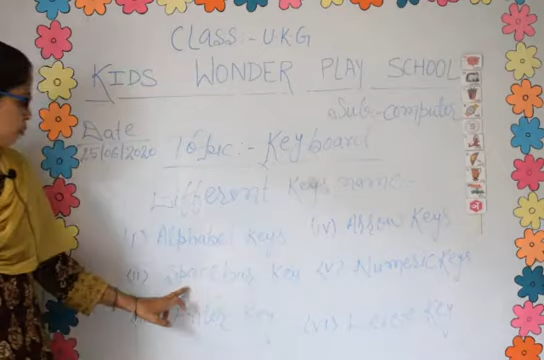 CLASS:-UKG
KIDS WONDER PLAY SCHOOL
Sub-computer
Date
25/06/2020
Topic:- Keyboard
Different Keys name-
(i) Alphabet Keys (iv) Arrow Keys
(ii) Spacebar Key (v) Numeric Keys
Enter Key (vi) Key